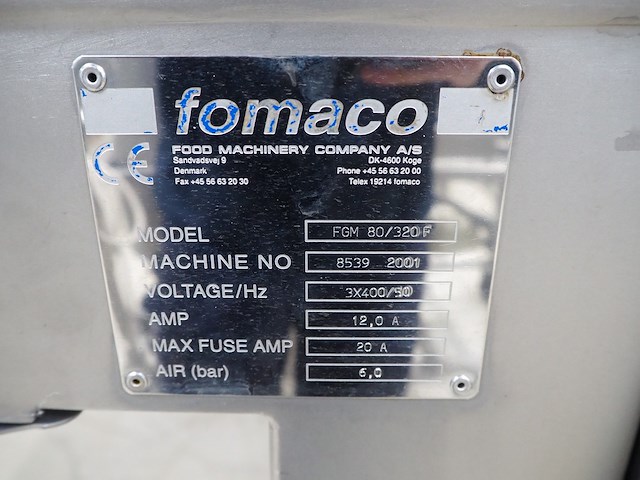 fomaco
FOOD MACHINERY COMPANY A/S
Sandvadsvej 9 DK-4600 Koge
Denmark Phone +45 56 63 20 00
Fax +45 56 63 20 30 Telex 19214 fomaco
CE
MODEL FGM 80/320 F
MACHINE NO 8539 2001
VOLTAGE/Hz 3X400/50
AMP 12,0 A
MAX FUSE AMP 20 A
AIR (bar) 6,0